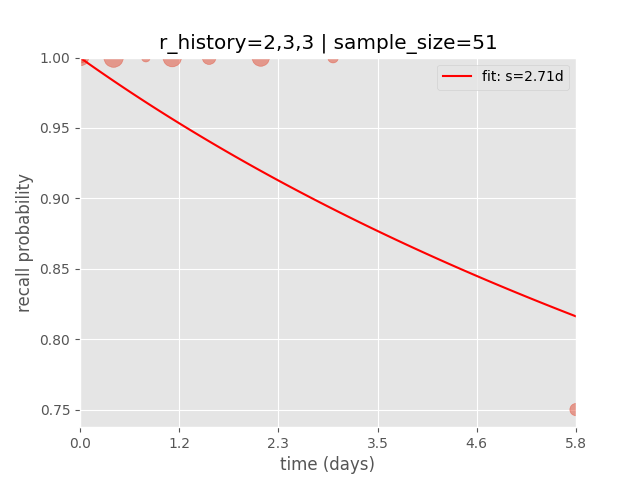 r_history=2,3,3 | sample_size=51
1.00
fit: s=2.71d
0.95
0.90
0.85
0.80
0.75
recall probability
0.0 1.2 2.3 3.5 4.6 5.8
time (days)